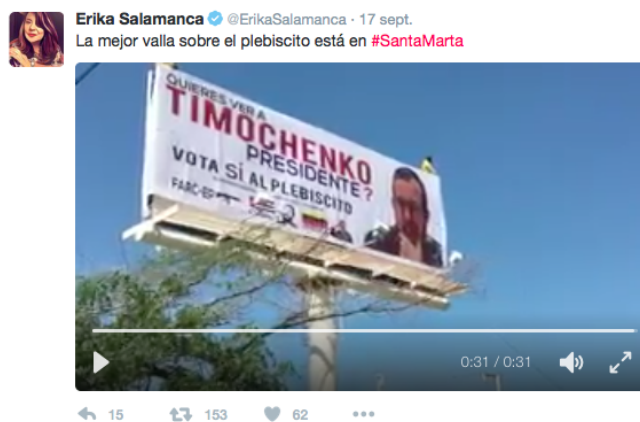 Erika Salamanca @ErikaSalamanca · 17 sept.
La mejor valla sobre el plebiscito está en #SantaMarta
QUIERES VER A
TIMOCHENKO
PRESIDENTE?
VOTA SÍ AL PLEBISCITO
FARC-EP
0:31 / 0:31
15 153 62